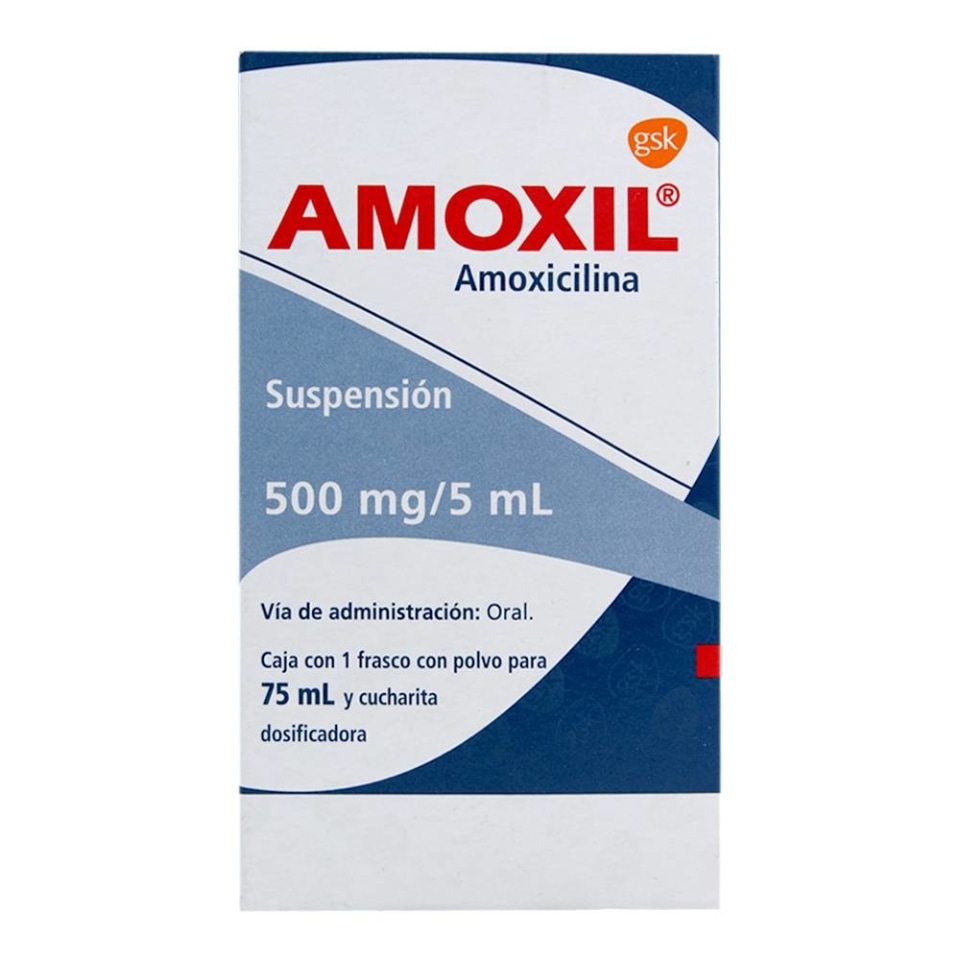 gsk
AMOXIL®
Amoxicilina
Suspensión
500 mg/5 mL
Vía de administración: Oral.
Caja con 1 frasco con polvo para
75 mL y cucharita
dosificadora